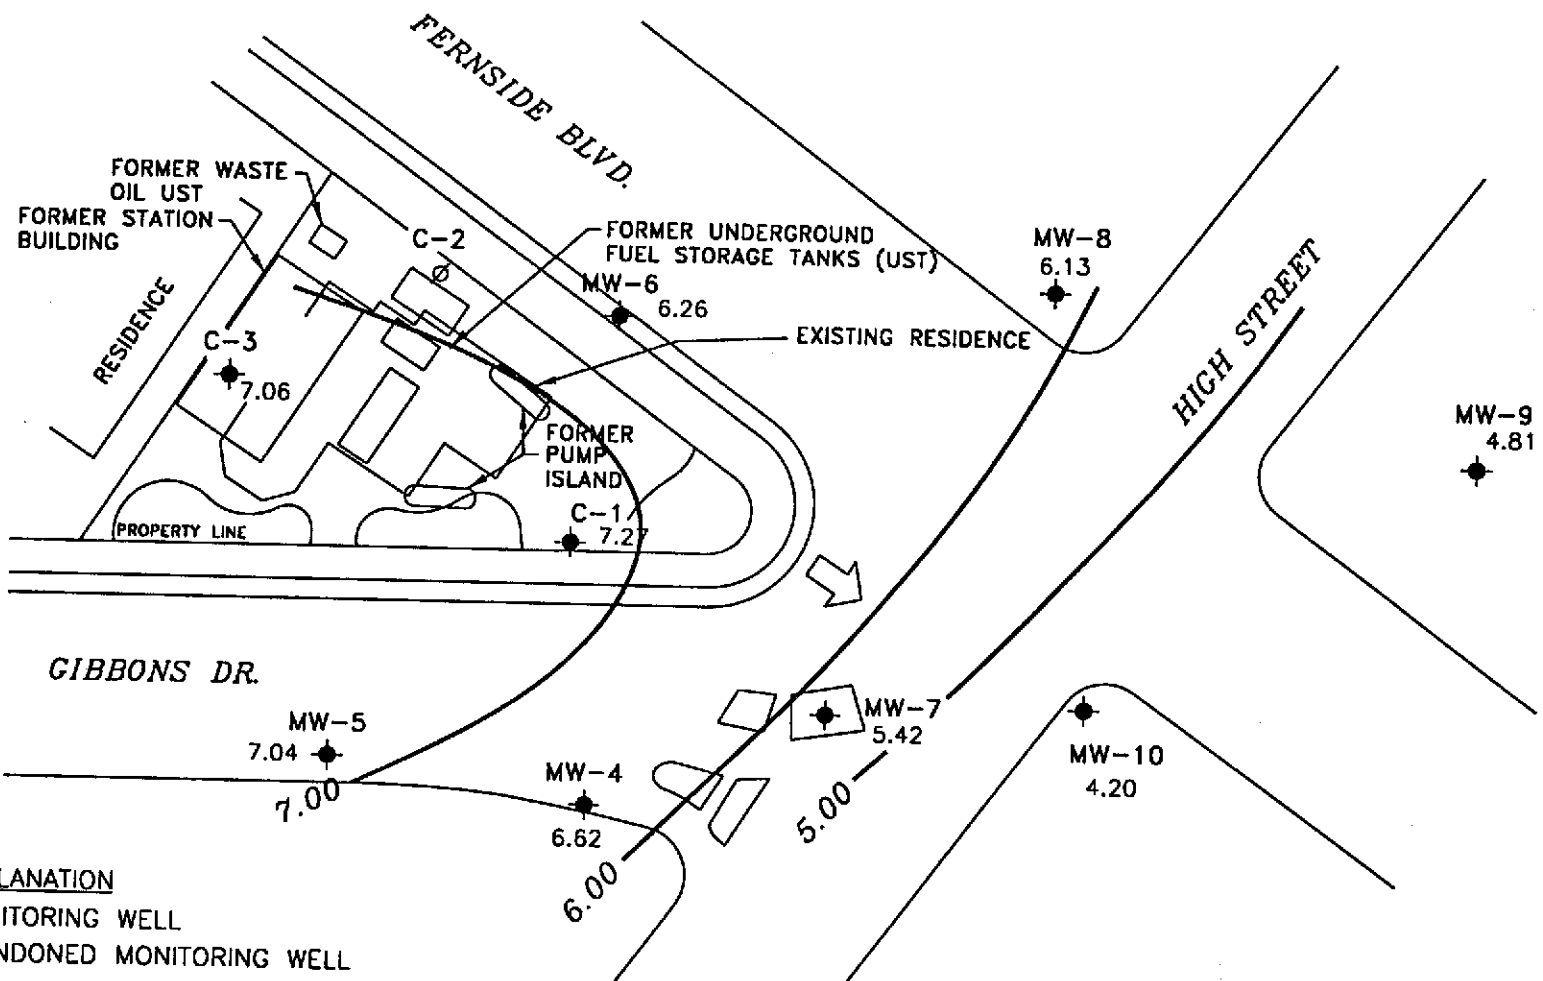 FERNSIDE BLVD.
FORMER WASTE
OIL UST
FORMER STATION
BUILDING
RESIDENCE
C-2
FORMER UNDERGROUND
FUEL STORAGE TANKS (UST)
MW-6
6.26
MW-8
6.13
HIGH STREET
EXISTING RESIDENCE
C-3
7.06
MW-9
4.81
FORMER
PUMP
ISLAND
C-1
7.27
PROPERTY LINE
GIBBONS DR.
MW-5
7.04
7.00
MW-4
6.62
6.00
MW-7
5.42
5.00
MW-10
4.20
LANATION
ITORING WELL
NDONED MONITORING WELL